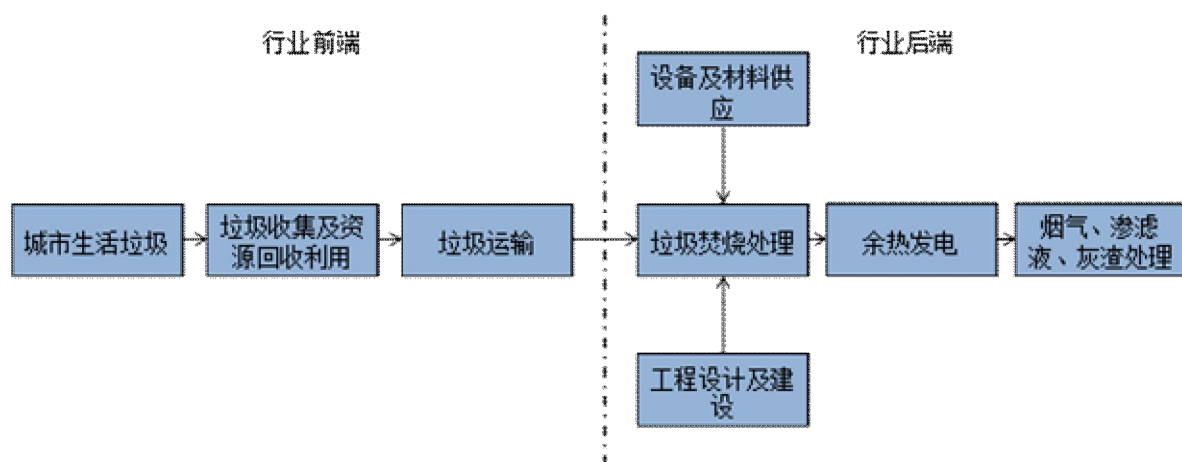 行业前端
行业后端
设备及材料供
应
城市生活垃圾
垃圾收集及资
源回收利用
垃圾运输
垃圾焚烧处理
余热发电
烟气、渗滤
液、灰渣处理
工程设计及建
设